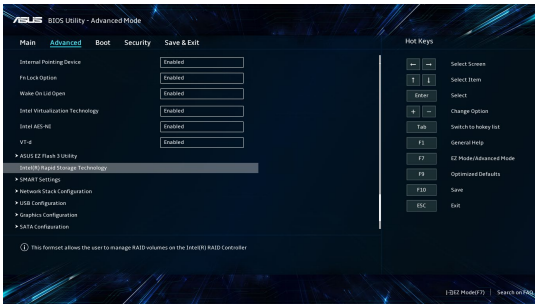 ASUS BIOS Utility - Advanced Mode
Main Advanced Boot Security Save & Exit
Hot Keys
Internal Pointing Device Enabled
Fn Lock Option Enabled
Wake On Lid Open Enabled
Intel Virtualization Technology Enabled
Intel AES-NI Enabled
VT-d Enabled
➤ ASUS EZ Flash 3 Utility
Intel(R) Rapid Storage Technology
➤ SMART Settings
➤ Network Stack Configuration
➤ USB Configuration
➤ Graphics Configuration
➤ SATA Configuration
ⓘ This formset allows the user to manage RAID volumes on the Intel(R) RAID Controller
← → Select Screen
↑ ↓ Select Item
Enter Select
+ − Change Option
Tab Switch to hokey list
F1 General Help
F7 EZ Mode/Advanced Mode
F9 Optimized Defaults
F10 Save
ESC Exit
EZ Mode(F7) | Search on FAQ